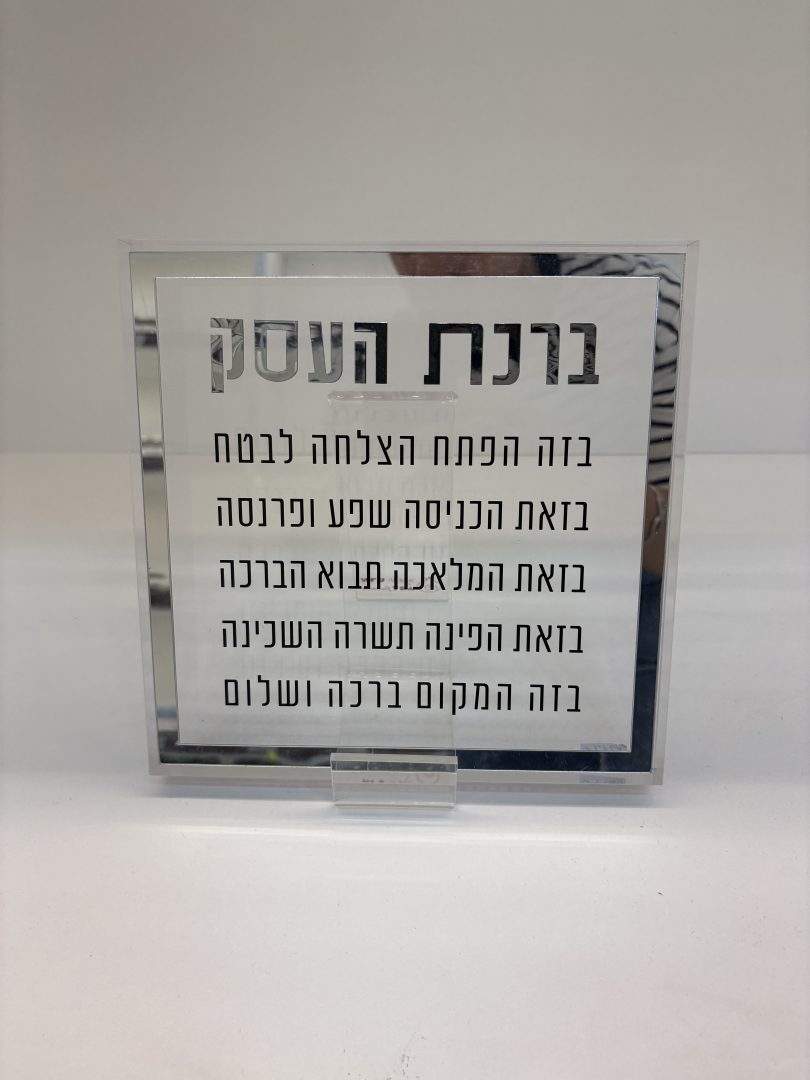 ברכת העסק
בזה הפתח הצלחה לבטח
בזאת הכניסה שפע ופרנסה
בזאת המלאכה תבוא הברכה
בזאת הפינה תשרה השכינה
בזה המקום ברכה ושלום